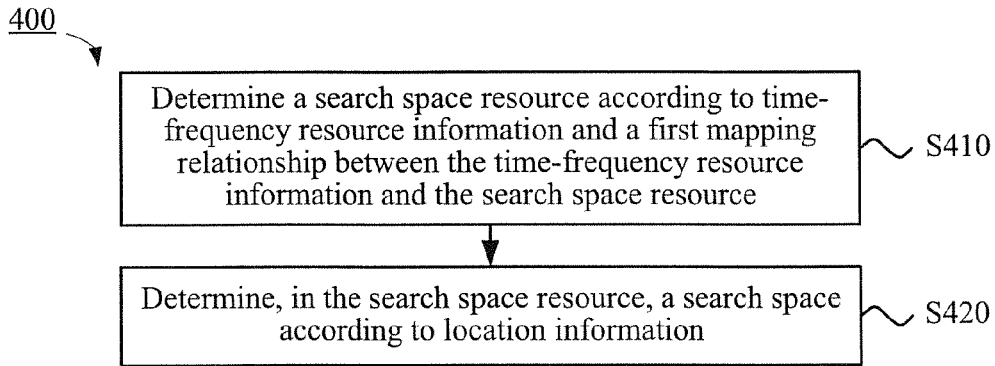 400
Determine a search space resource according to time-
frequency resource information and a first mapping
relationship between the time-frequency resource
information and the search space resource
S410
Determine, in the search space resource, a search space
according to location information
S420